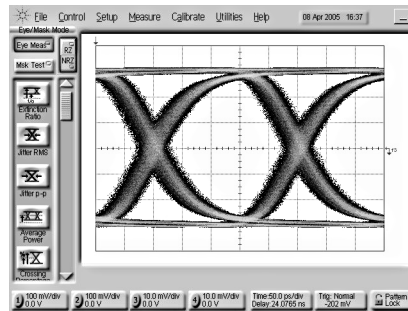 File Control Setup Measure Calibrate Utilities Help 08 Apr 2005 16:37
Eye/Mask Mode
Eye Meas
RZ
NRZ
Msk Test
Extinction
Ratio
Jitter RMS
Jitter p-p
Average
Power
Crossing
1 100 mV/div
0.0 V
2 100 mV/div
0.0 V
3 10.0 mV/div
0.0 V
4 10.0 mV/div
0.0 V
Time:50.0 ps/div
Delay:24.0765 ns
Trig: Normal
-202 mV
Pattern
Lock